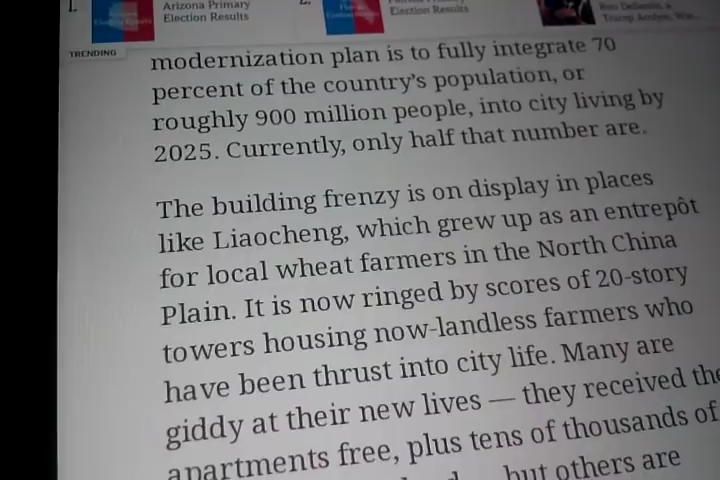 1.
Arizona Primary
Election Results
2.
Election Results
TRENDING
modernization plan is to fully integrate 70
percent of the country's population, or
roughly 900 million people, into city living by
2025. Currently, only half that number are.
The building frenzy is on display in places
like Liaocheng, which grew up as an entrepôt
for local wheat farmers in the North China
Plain. It is now ringed by scores of 20-story
towers housing now-landless farmers who
have been thrust into city life. Many are
giddy at their new lives — they received the
apartments free, plus tens of thousands of
but others are